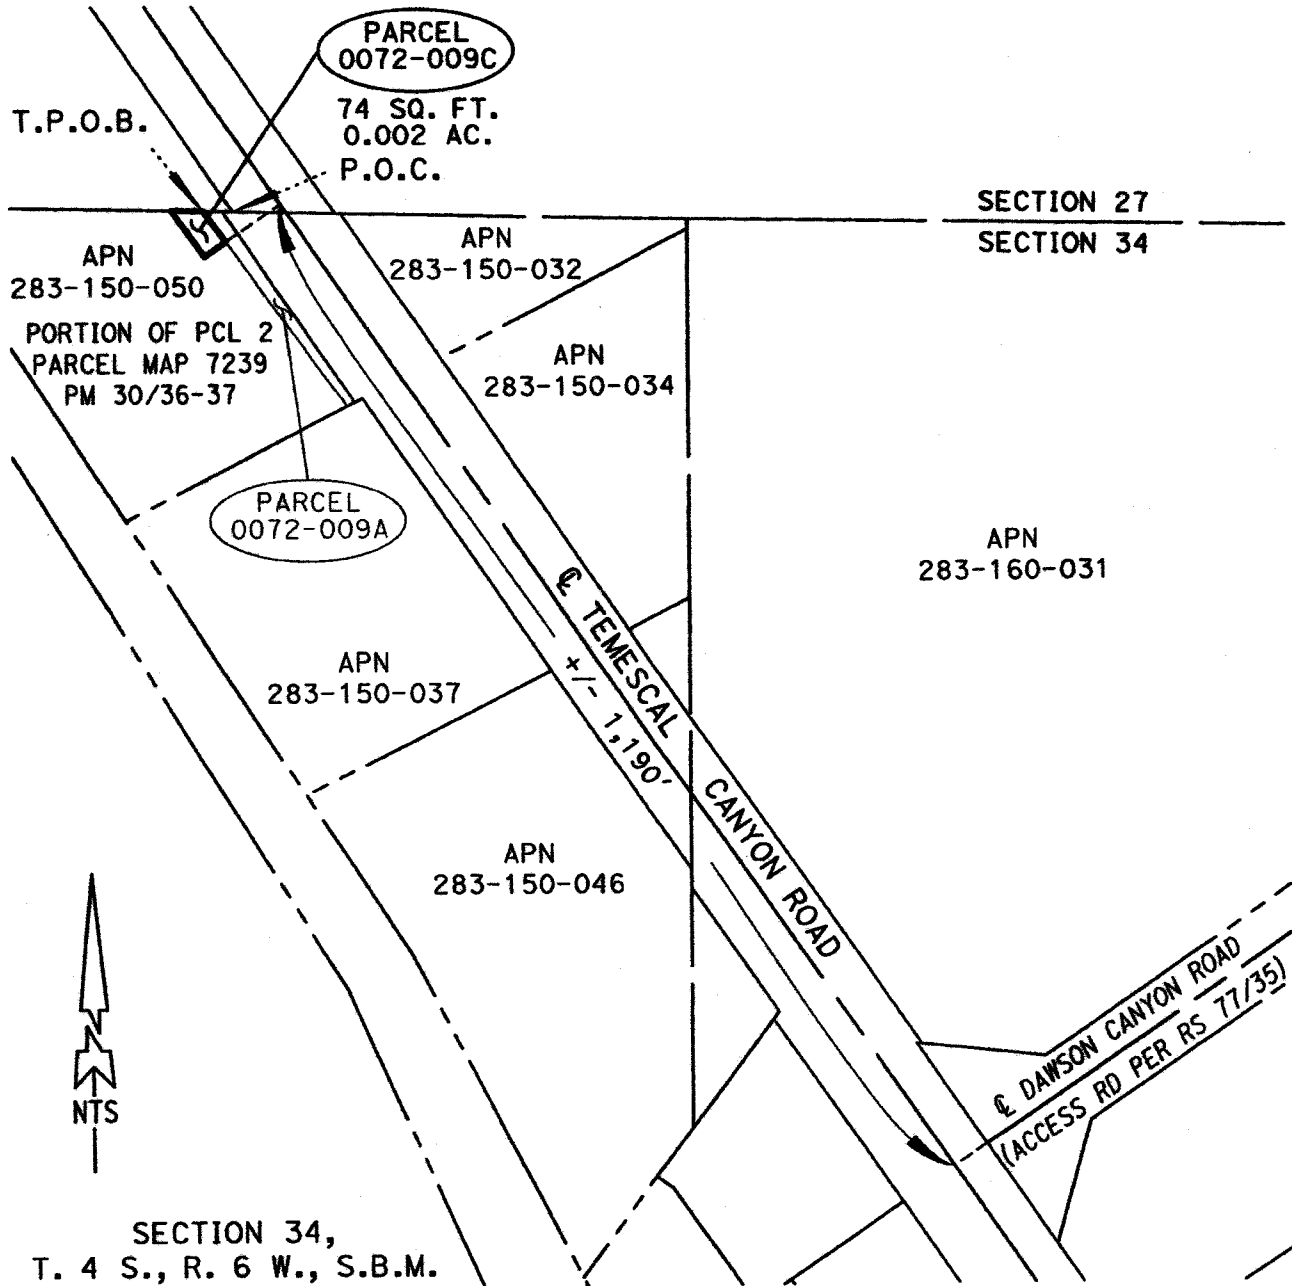 PARCEL
0072-009C
74 SQ. FT.
0.002 AC.
T.P.O.B.
P.O.C.
SECTION 27
SECTION 34
APN
283-150-050
PORTION OF PCL 2
PARCEL MAP 7239
PM 30/36-37
APN
283-150-032
APN
283-150-034
PARCEL
0072-009A
APN
283-160-031
℄ TEMESCAL CANYON ROAD
+/- 1,190'
APN
283-150-037
APN
283-150-046
℄ DAWSON CANYON ROAD
(ACCESS RD PER RS 77/35)
N
NTS
SECTION 34,
T. 4 S., R. 6 W., S.B.M.